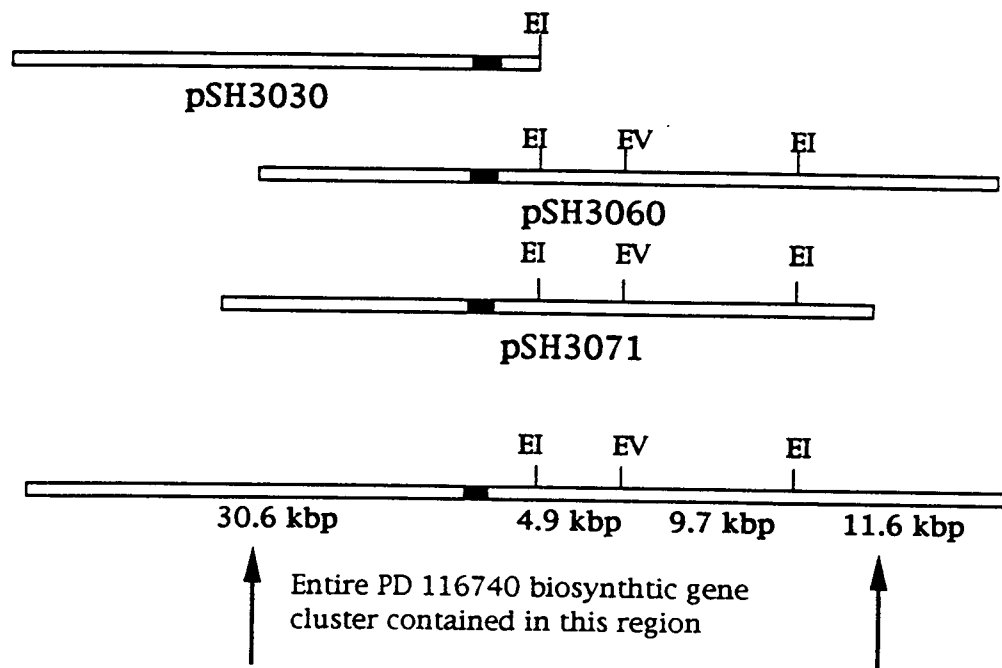 EI
pSH3030
EI EV EI
pSH3060
EI EV EI
pSH3071
EI EV EI
30.6 kbp 4.9 kbp 9.7 kbp 11.6 kbp
Entire PD 116740 biosynthtic gene
cluster contained in this region